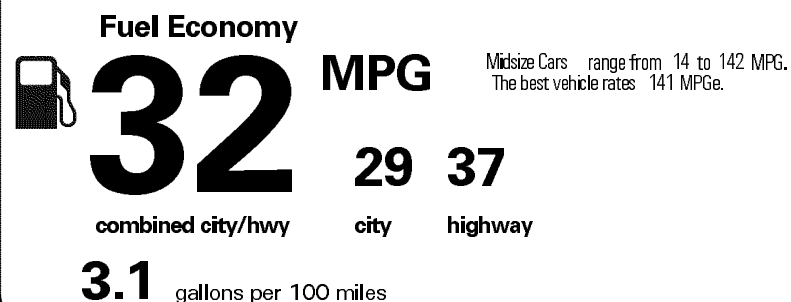 Fuel Economy
32 MPG
Midsize Cars range from 14 to 142 MPG.
The best vehicle rates 141 MPGe.
29 37
combined city/hwy city highway
3.1 gallons per 100 miles